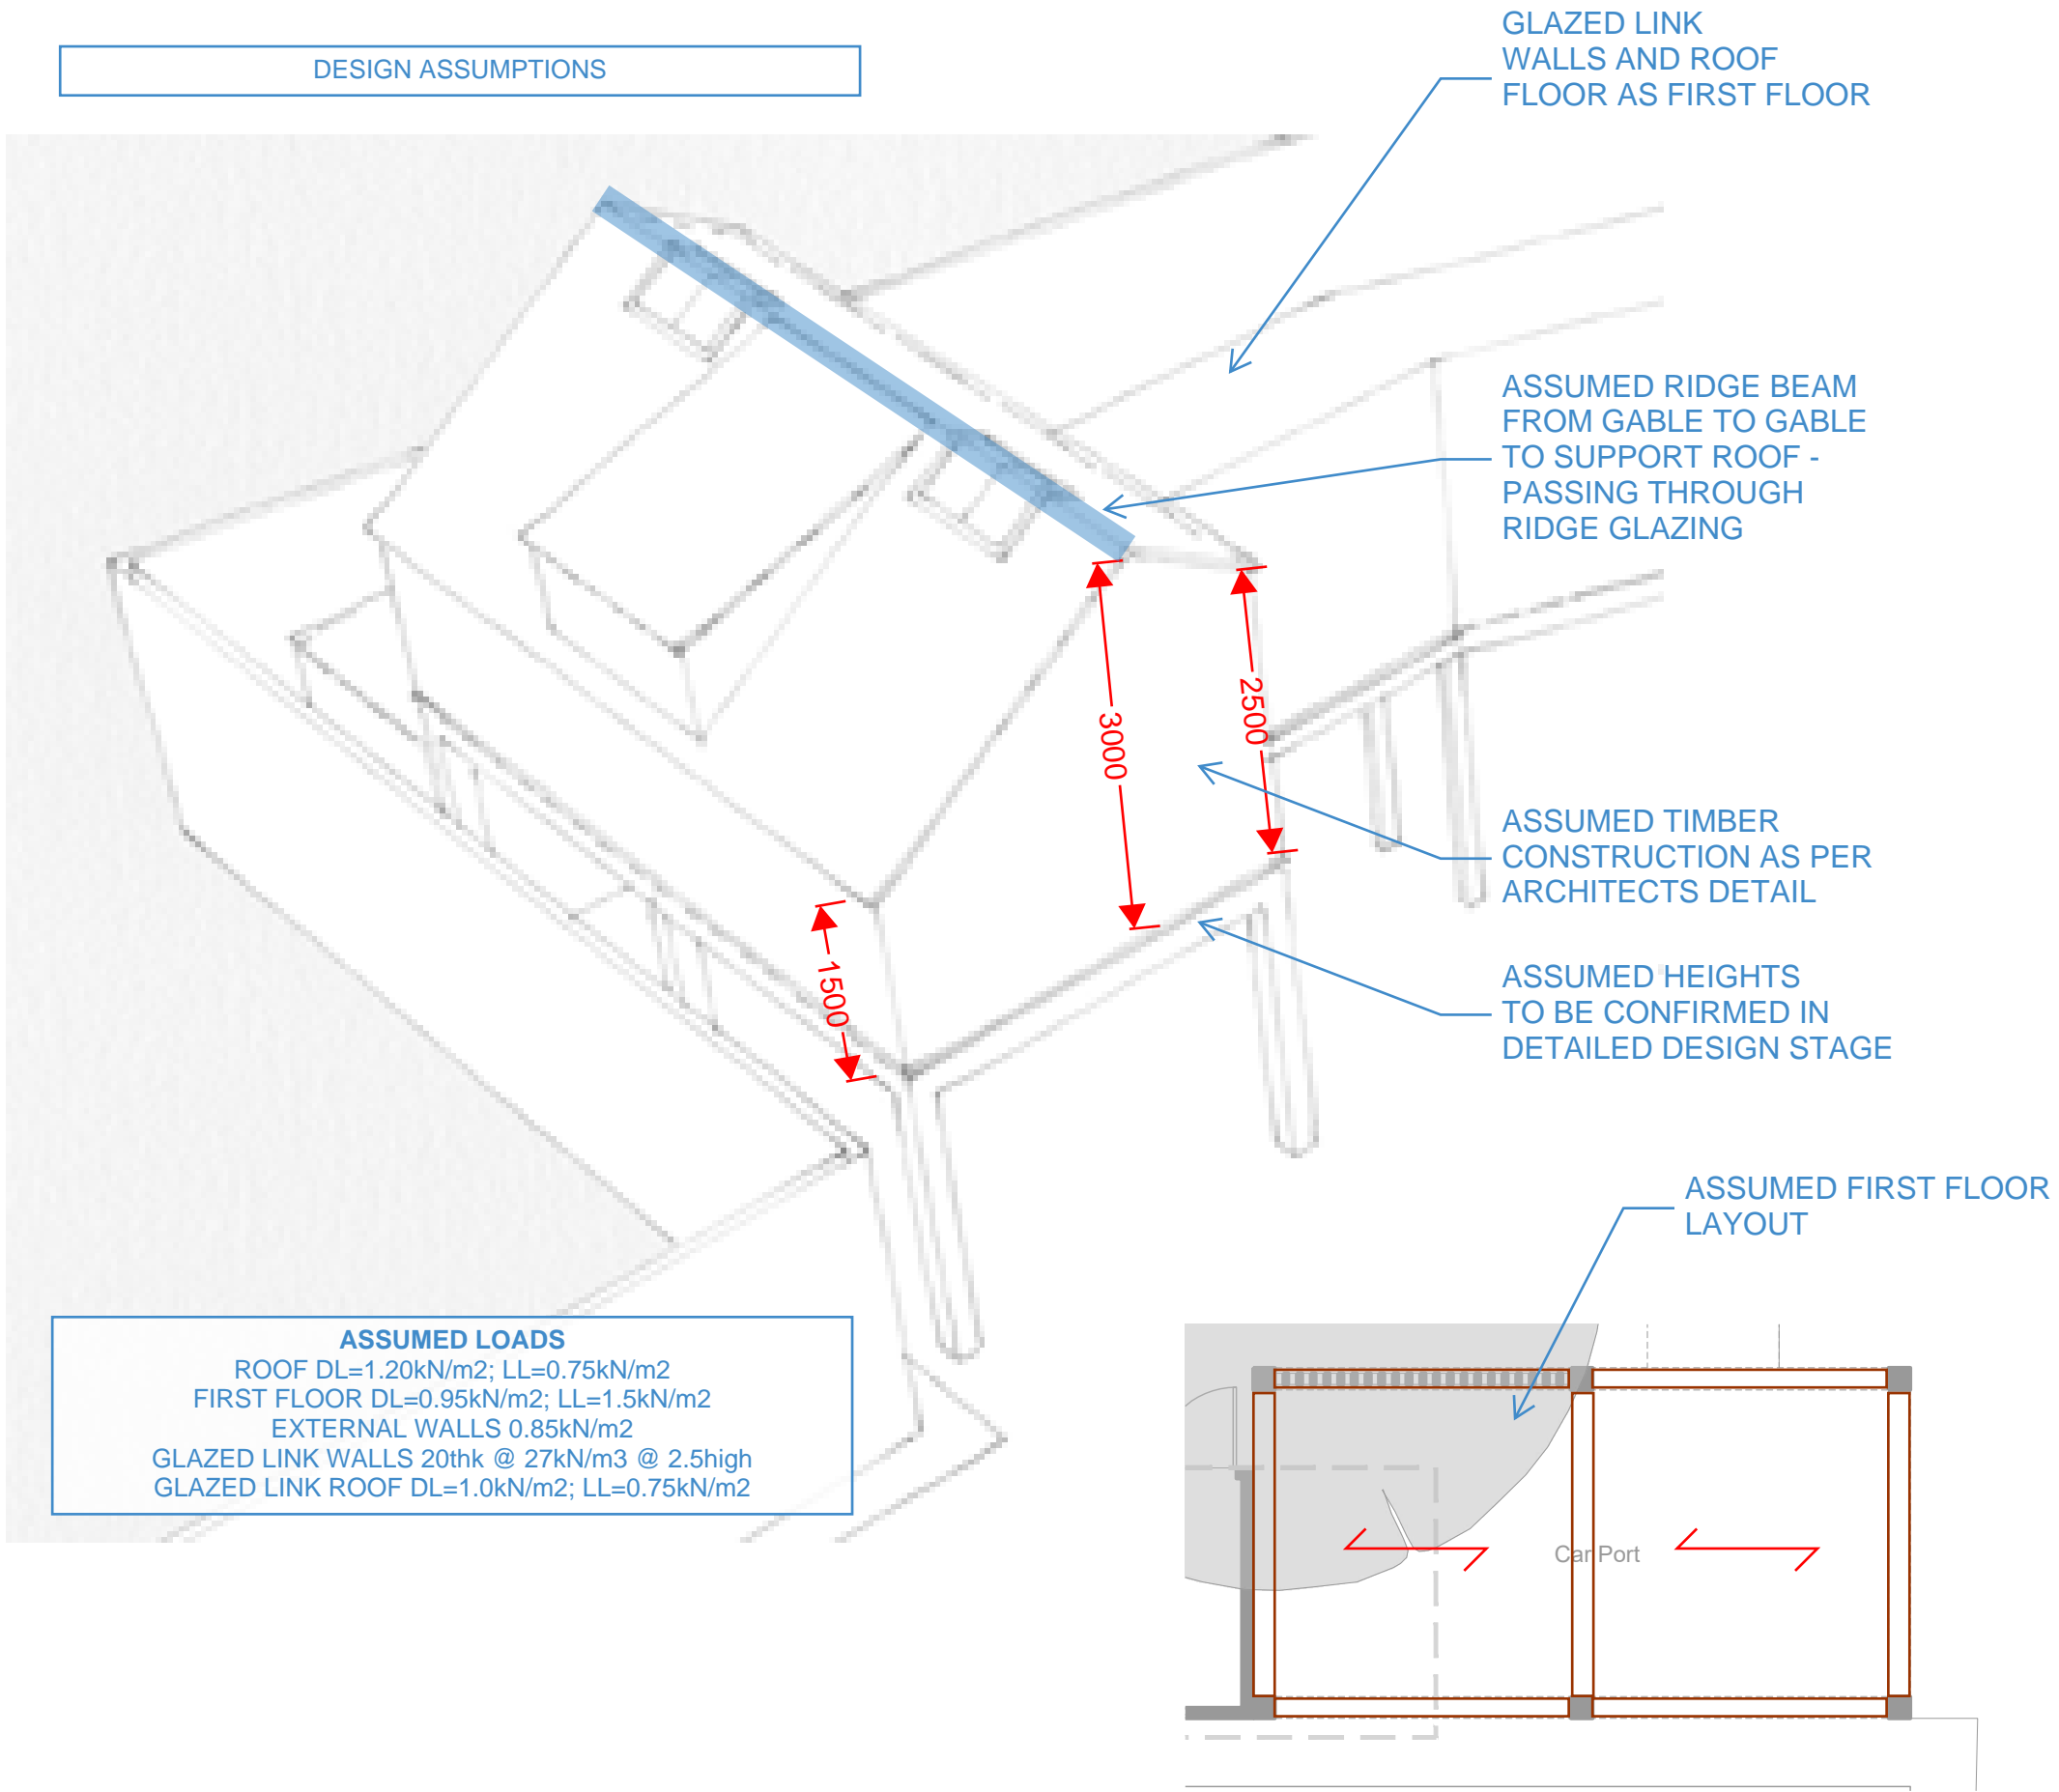 DESIGN ASSUMPTIONS
GLAZED LINK
WALLS AND ROOF
FLOOR AS FIRST FLOOR
ASSUMED RIDGE BEAM
FROM GABLE TO GABLE
TO SUPPORT ROOF -
PASSING THROUGH
RIDGE GLAZING
2500
3000
1500
ASSUMED TIMBER
CONSTRUCTION AS PER
ARCHITECTS DETAIL
ASSUMED HEIGHTS
TO BE CONFIRMED IN
DETAILED DESIGN STAGE
ASSUMED FIRST FLOOR
LAYOUT
ASSUMED LOADS
ROOF DL=1.20kN/m2; LL=0.75kN/m2
FIRST FLOOR DL=0.95kN/m2; LL=1.5kN/m2
EXTERNAL WALLS 0.85kN/m2
GLAZED LINK WALLS 20thk @ 27kN/m3 @ 2.5high
GLAZED LINK ROOF DL=1.0kN/m2; LL=0.75kN/m2
Car Port